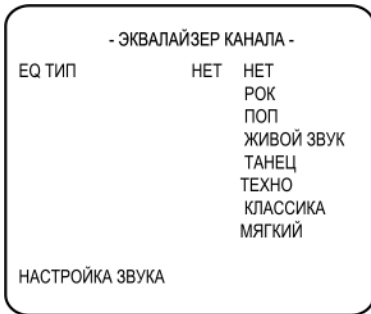 - ЭКВАЛАЙЗЕР КАНАЛА -
EQ ТИП НЕТ НЕТ
РОК
ПОП
ЖИВОЙ ЗВУК
ТАНЕЦ
ТЕХНО
КЛАССИКА
МЯГКИЙ
НАСТРОЙКА ЗВУКА